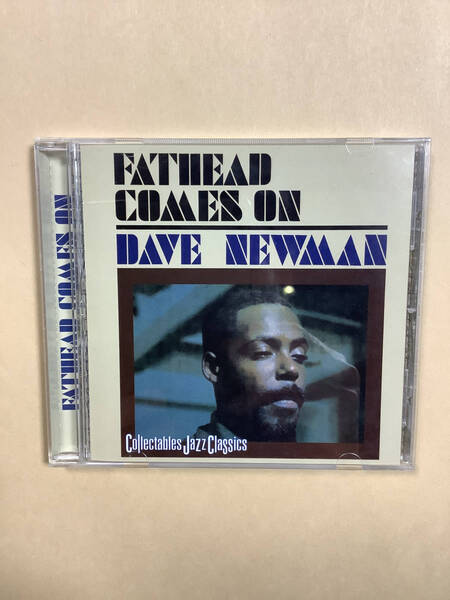 FATHEAD
COMES ON
DAVE NEWMAN
Collectables Jazz Classics
FATHEAD COMES ON